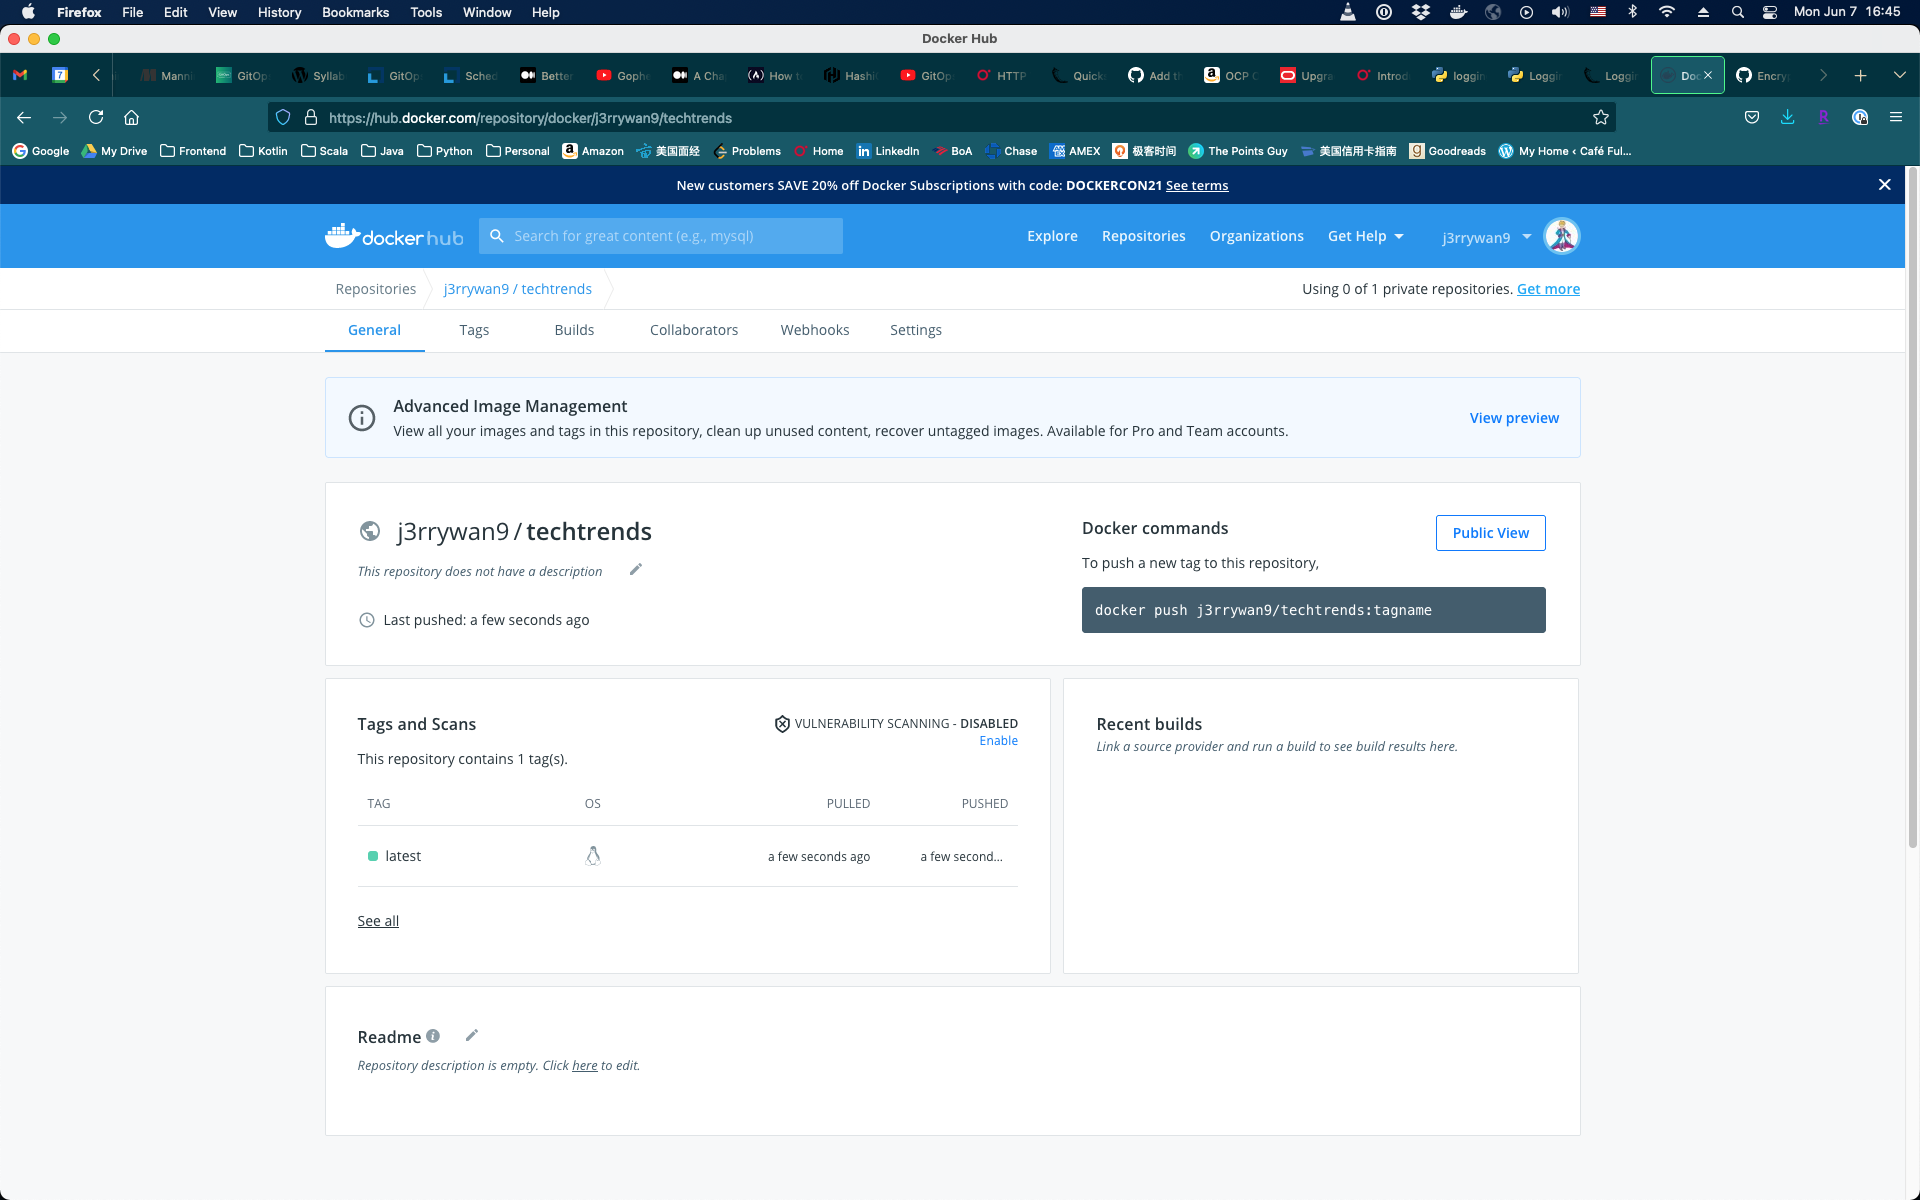 Firefox File Edit View History Bookmarks Tools Window Help Mon Jun 7 16:45
Docker Hub
7 Manni GitOp Syllab GitOp Sched Better Gophe A Cha How t HashiC GitOp HTTP Quick Add th OCP C Upgra Introd loggin Loggin Loggin Doc Encry
https://hub.docker.com/repository/docker/j3rrywan9/techtrends
Google My Drive Frontend Kotlin Scala Java Python Personal Amazon 美国面经 Problems Home LinkedIn BoA Chase AMEX 极客时间 The Points Guy 美国信用卡指南 Goodreads My Home ‹ Café Ful...
New customers SAVE 20% off Docker Subscriptions with code: DOCKERCON21 See terms
docker hub Search for great content (e.g., mysql) Explore Repositories Organizations Get Help j3rrywan9
Repositories j3rrywan9 / techtrends Using 0 of 1 private repositories. Get more
General Tags Builds Collaborators Webhooks Settings
Advanced Image Management
View all your images and tags in this repository, clean up unused content, recover untagged images. Available for Pro and Team accounts.
View preview
j3rrywan9 / techtrends
This repository does not have a description
Last pushed: a few seconds ago
Docker commands
Public View
To push a new tag to this repository,
docker push j3rrywan9/techtrends:tagname
Tags and Scans
VULNERABILITY SCANNING - DISABLED
Enable
This repository contains 1 tag(s).
TAG OS PULLED PUSHED
latest a few seconds ago a few second...
See all
Recent builds
Link a source provider and run a build to see build results here.
Readme
Repository description is empty. Click here to edit.